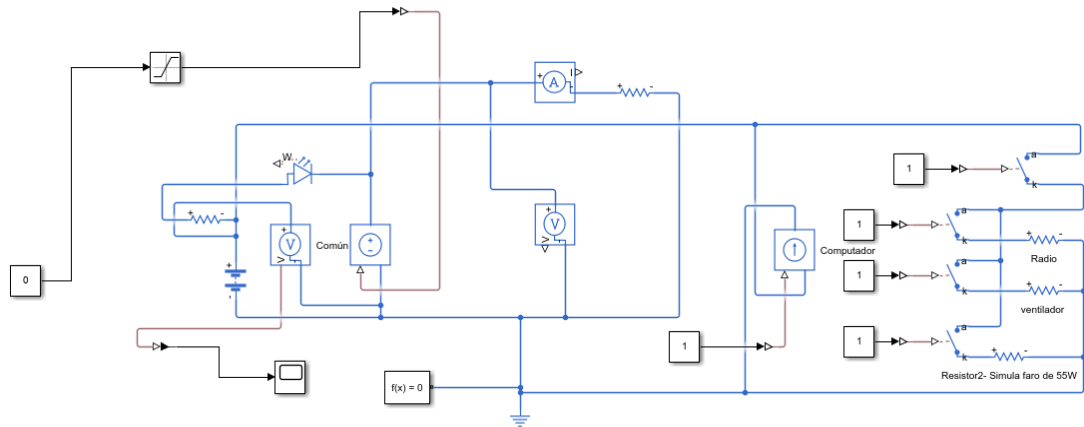 +
I
A
+
-
W
1
a
k
+
-
+
V
+
V
Común
+
-
1
a
k
+
-
Computador
Radio
0
+
-
1
a
k
+
-
ventilador
1
1
a
k
+
-
Resistor2- Simula faro de 55W
f(x) = 0